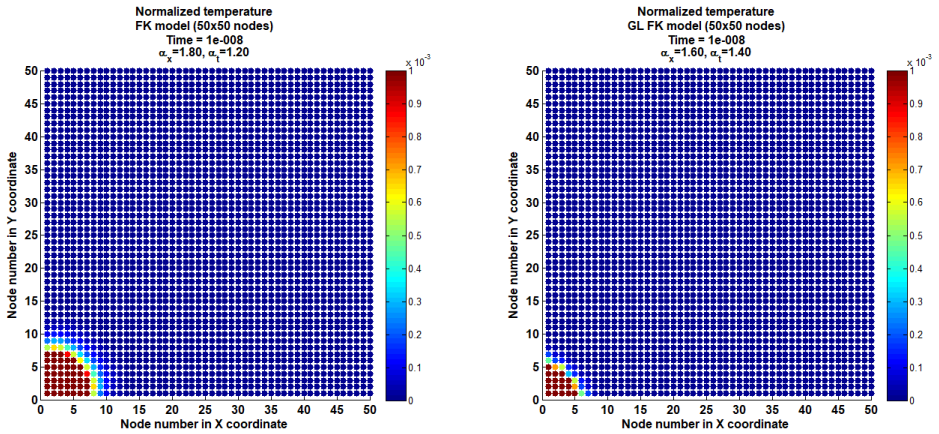 Normalized temperature
FK model (50x50 nodes)
Time = 1e-008
αx=1.80, αt=1.20
x 10-3
50
45
40
35
30
25
20
15
10
5
0
0 5 10 15 20 25 30 35 40 45 50
Node number in Y coordinate
Node number in X coordinate
1
0.9
0.8
0.7
0.6
0.5
0.4
0.3
0.2
0.1
0
Normalized temperature
GL FK model (50x50 nodes)
Time = 1e-008
αx=1.60, αt=1.40
x 10-3
50
45
40
35
30
25
20
15
10
5
0
0 5 10 15 20 25 30 35 40 45 50
Node number in Y coordinate
Node number in X coordinate
1
0.9
0.8
0.7
0.6
0.5
0.4
0.3
0.2
0.1
0